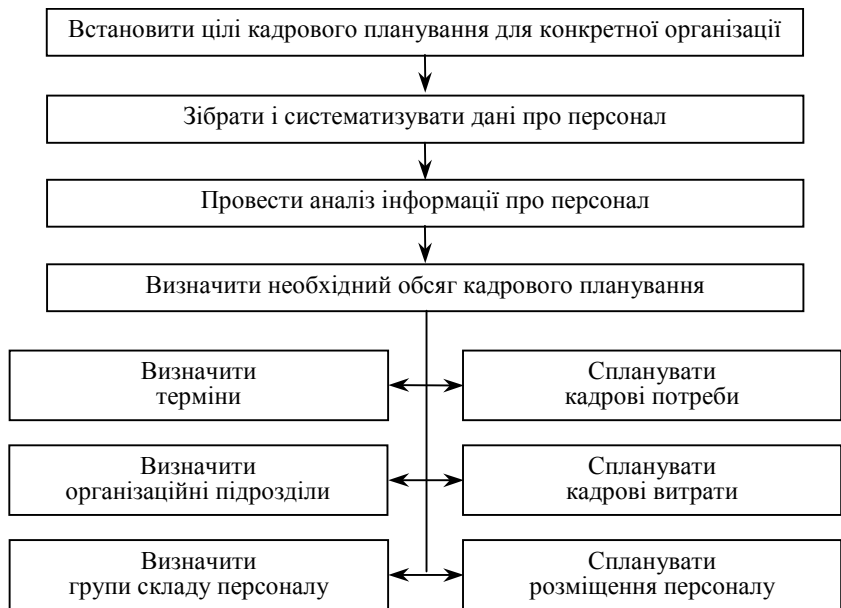 Встановити цілі кадрового планування для конкретної організації
Зібрати і систематизувати дані про персонал
Провести аналіз інформації про персонал
Визначити необхідний обсяг кадрового планування
Визначити
терміни
Спланувати
кадрові потреби
Визначити
організаційні підрозділи
Спланувати
кадрові витрати
Визначити
групи складу персоналу
Спланувати
розміщення персоналу